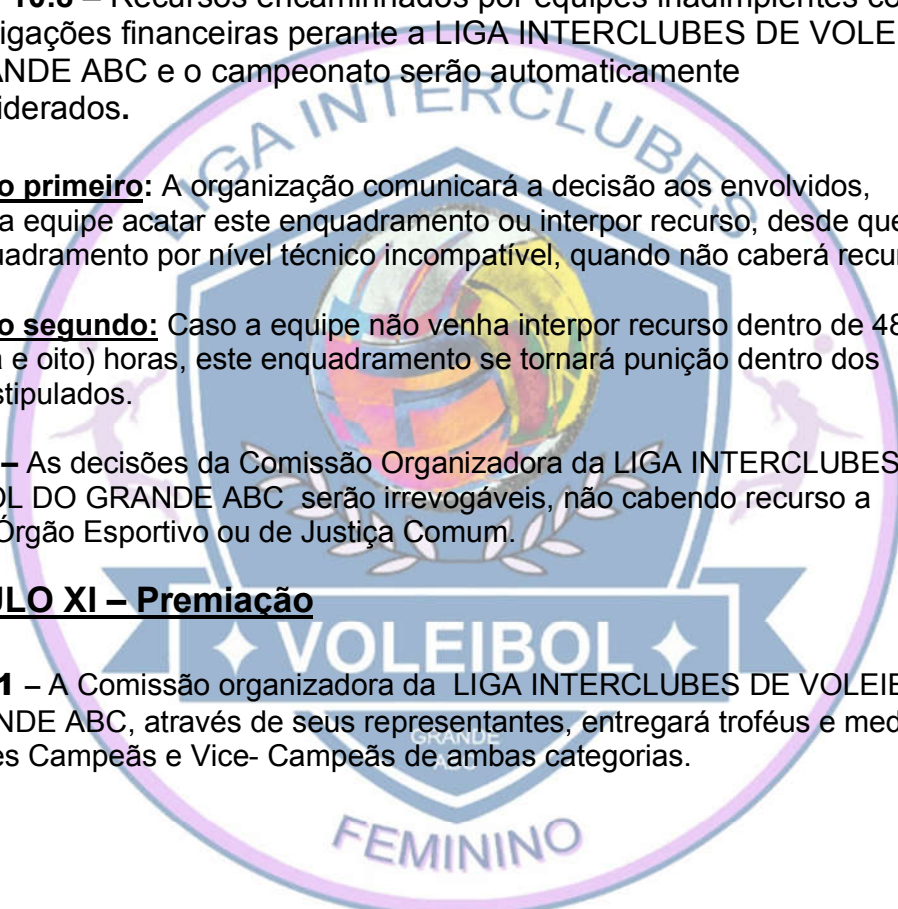 10.8 – Recursos encaminhados por equipes inadimplentes co
igações financeiras perante a LIGA INTERCLUBES DE VOLE
ANDE ABC e o campeonato serão automaticamente
iderados.
o primeiro: A organização comunicará a decisão aos envolvidos,
a equipe acatar este enquadramento ou interpor recurso, desde que
uadramento por nível técnico incompatível, quando não caberá recur
o segundo: Caso a equipe não venha interpor recurso dentro de 48
a e oito) horas, este enquadramento se tornará punição dentro dos
stipulados.
– As decisões da Comissão Organizadora da LIGA INTERCLUBES
OL DO GRANDE ABC serão irrevogáveis, não cabendo recurso a
Órgão Esportivo ou de Justiça Comum.
ULO XI – Premiação
1 – A Comissão organizadora da LIGA INTERCLUBES DE VOLEIB
NDE ABC, através de seus representantes, entregará troféus e med
es Campeãs e Vice- Campeãs de ambas categorias.
LIGA INTERCLUBES
VOLEIBOL
GRANDE
ABC
FEMININO